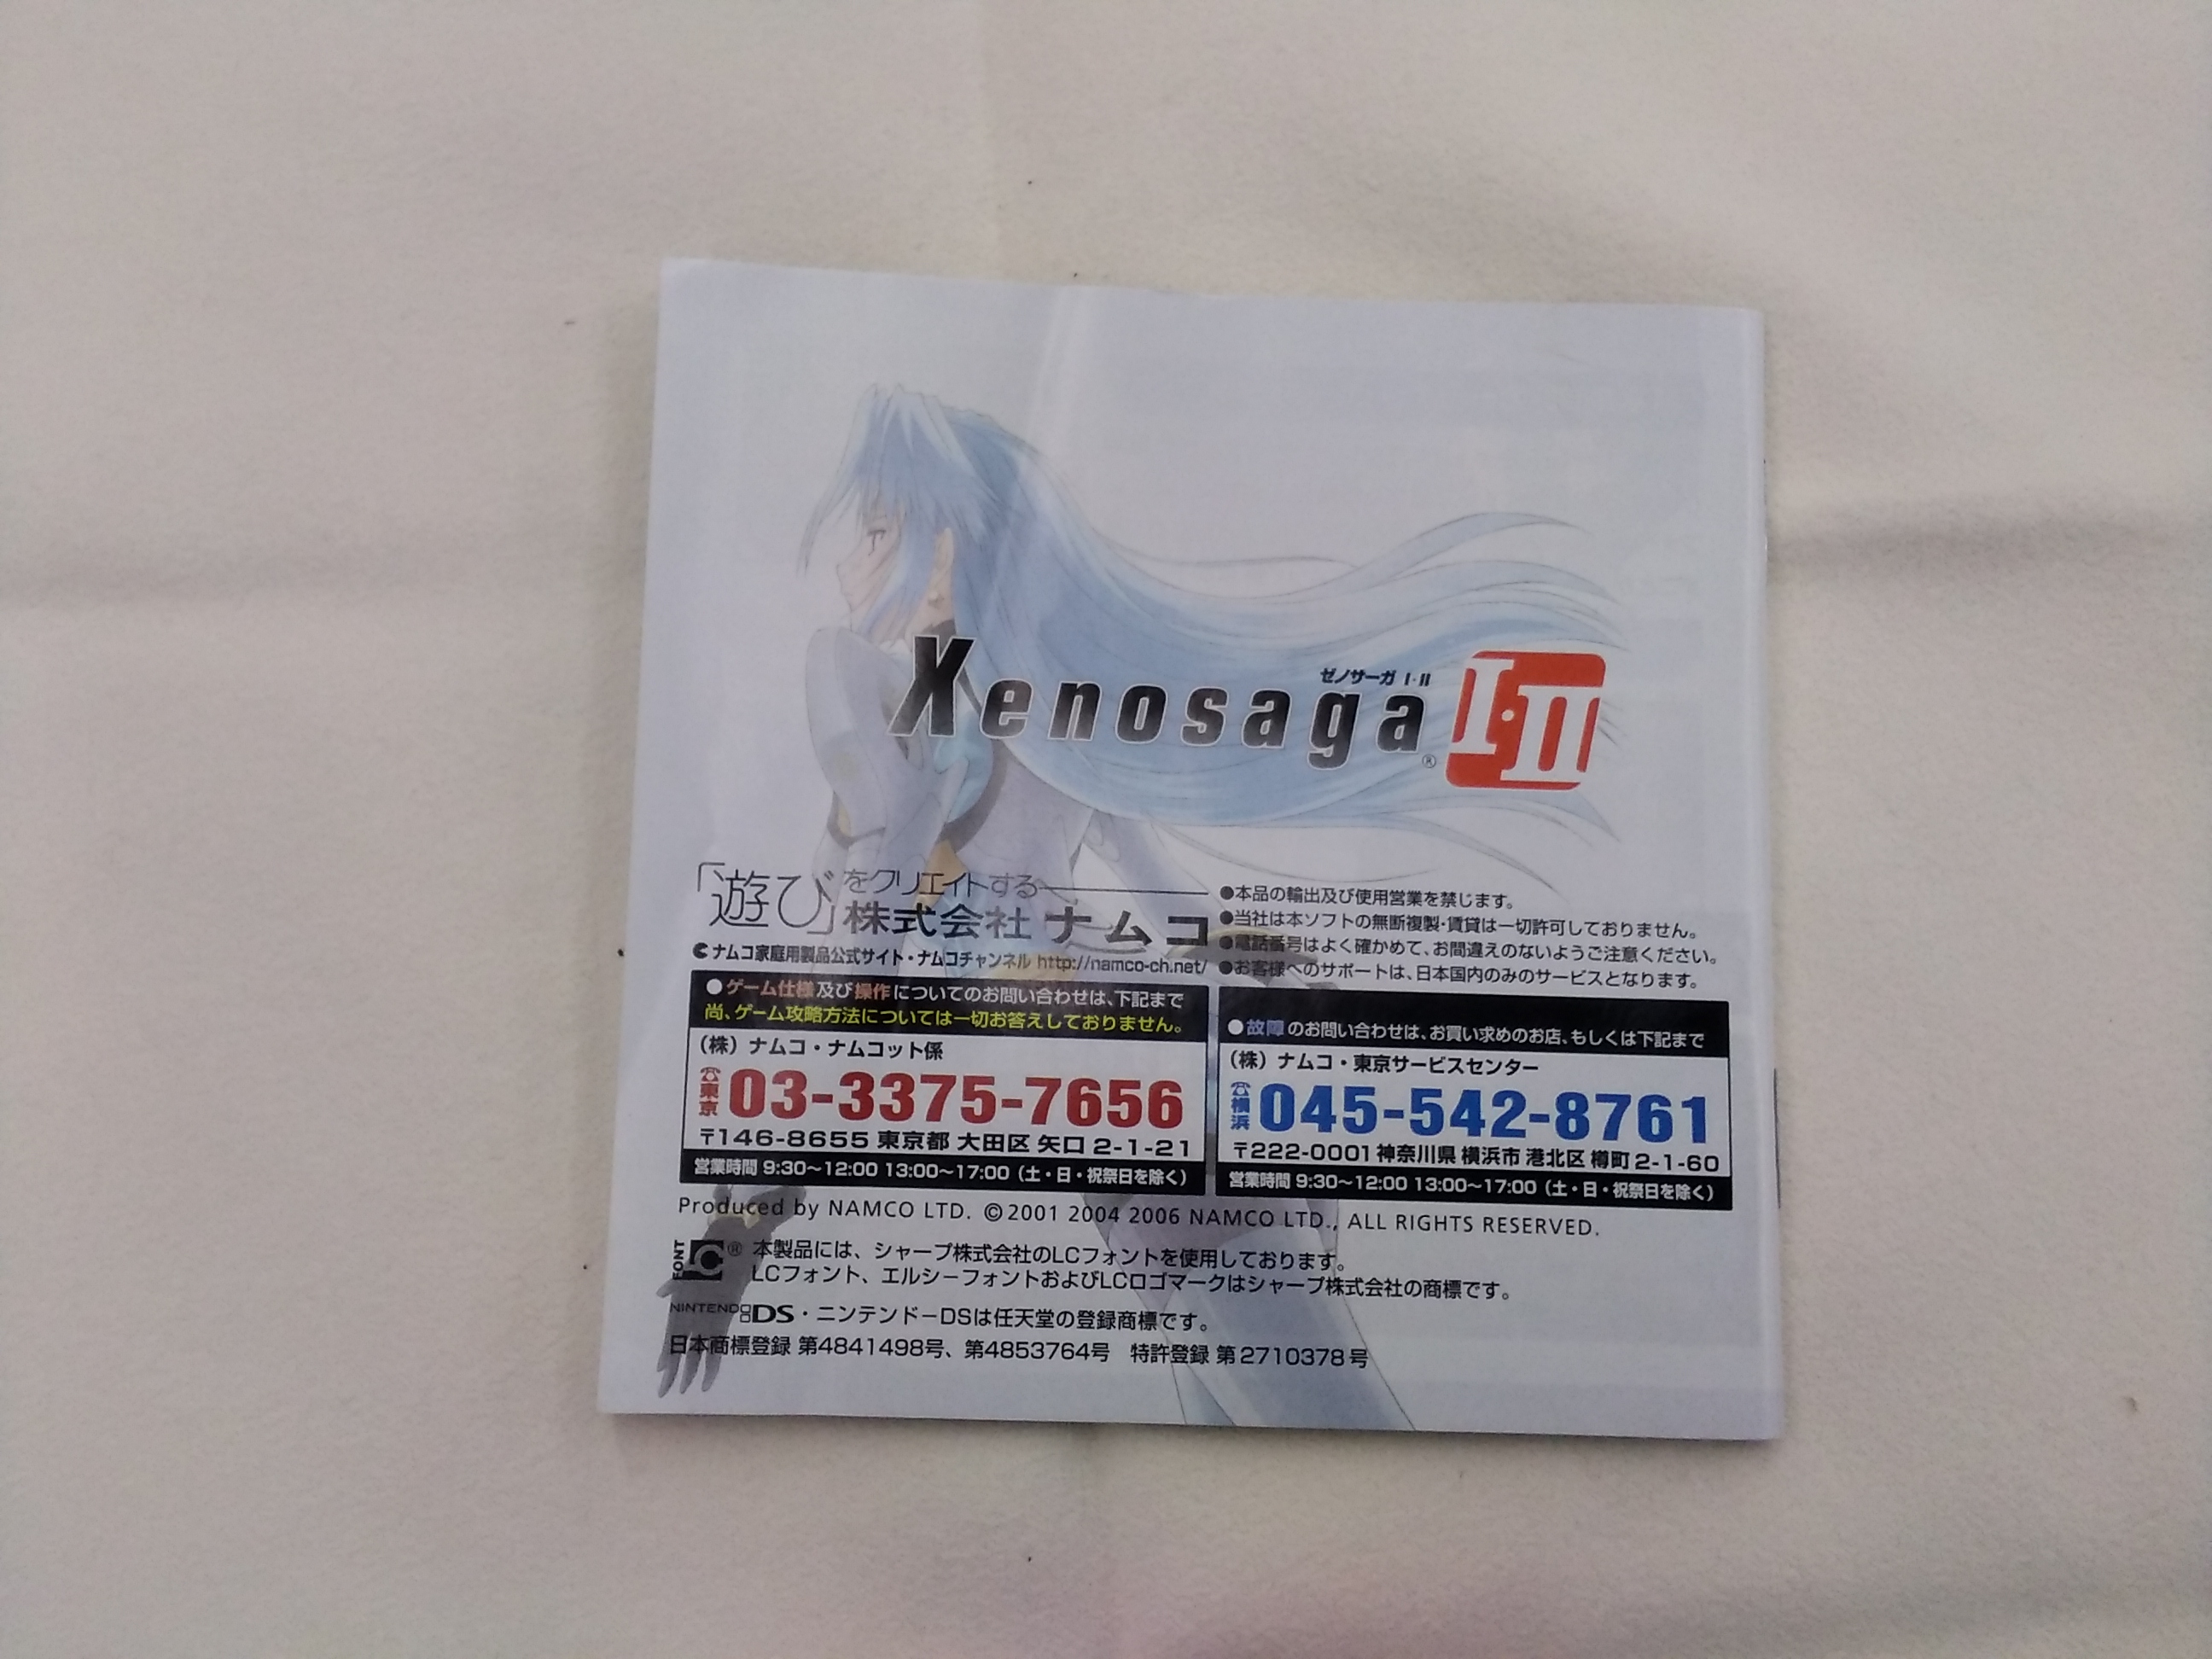 ゼノサーガ I・II
Xenosaga® I・II
「遊び」をクリエイトする
株式会社 ナムコ
ナムコ家庭用製品公式サイト・ナムコチャンネル http://namco-ch.net/
●本品の輸出及び使用営業を禁じます。
●当社は本ソフトの無断複製・賃貸は一切許可しておりません。
●電話番号はよく確かめて、お間違えのないようご注意ください。
●お客様へのサポートは、日本国内のみのサービスとなります。
●ゲーム仕様及び操作についてのお問い合わせは、下記まで
尚、ゲーム攻略方法については一切お答えしておりません。
（株）ナムコ・ナムコット係
☎東京 03-3375-7656
〒146-8655 東京都 大田区 矢口 2-1-21
営業時間 9:30〜12:00 13:00〜17:00（土・日・祝祭日を除く）
●故障のお問い合わせは、お買い求めのお店、もしくは下記まで
（株）ナムコ・東京サービスセンター
☎横浜 045-542-8761
〒222-0001 神奈川県 横浜市 港北区 樽町 2-1-60
営業時間 9:30〜12:00 13:00〜17:00（土・日・祝祭日を除く）
Produced by NAMCO LTD. ©2001 2004 2006 NAMCO LTD., ALL RIGHTS RESERVED.
LC FONT® 本製品には、シャープ株式会社のLCフォントを使用しております。
LCフォント、エルシーフォントおよびLCロゴマークはシャープ株式会社の商標です。
NINTENDO DS・ニンテンドーDSは任天堂の登録商標です。
日本商標登録 第4841498号、第4853764号 特許登録 第2710378号